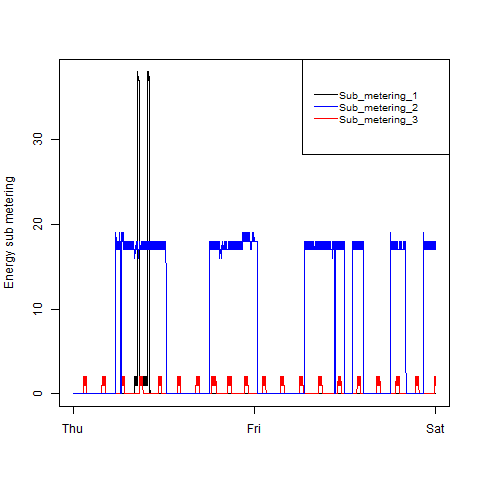 Sub_metering_1
Sub_metering_2
Sub_metering_3
Energy sub metering
30
20
10
0
Thu Fri Sat